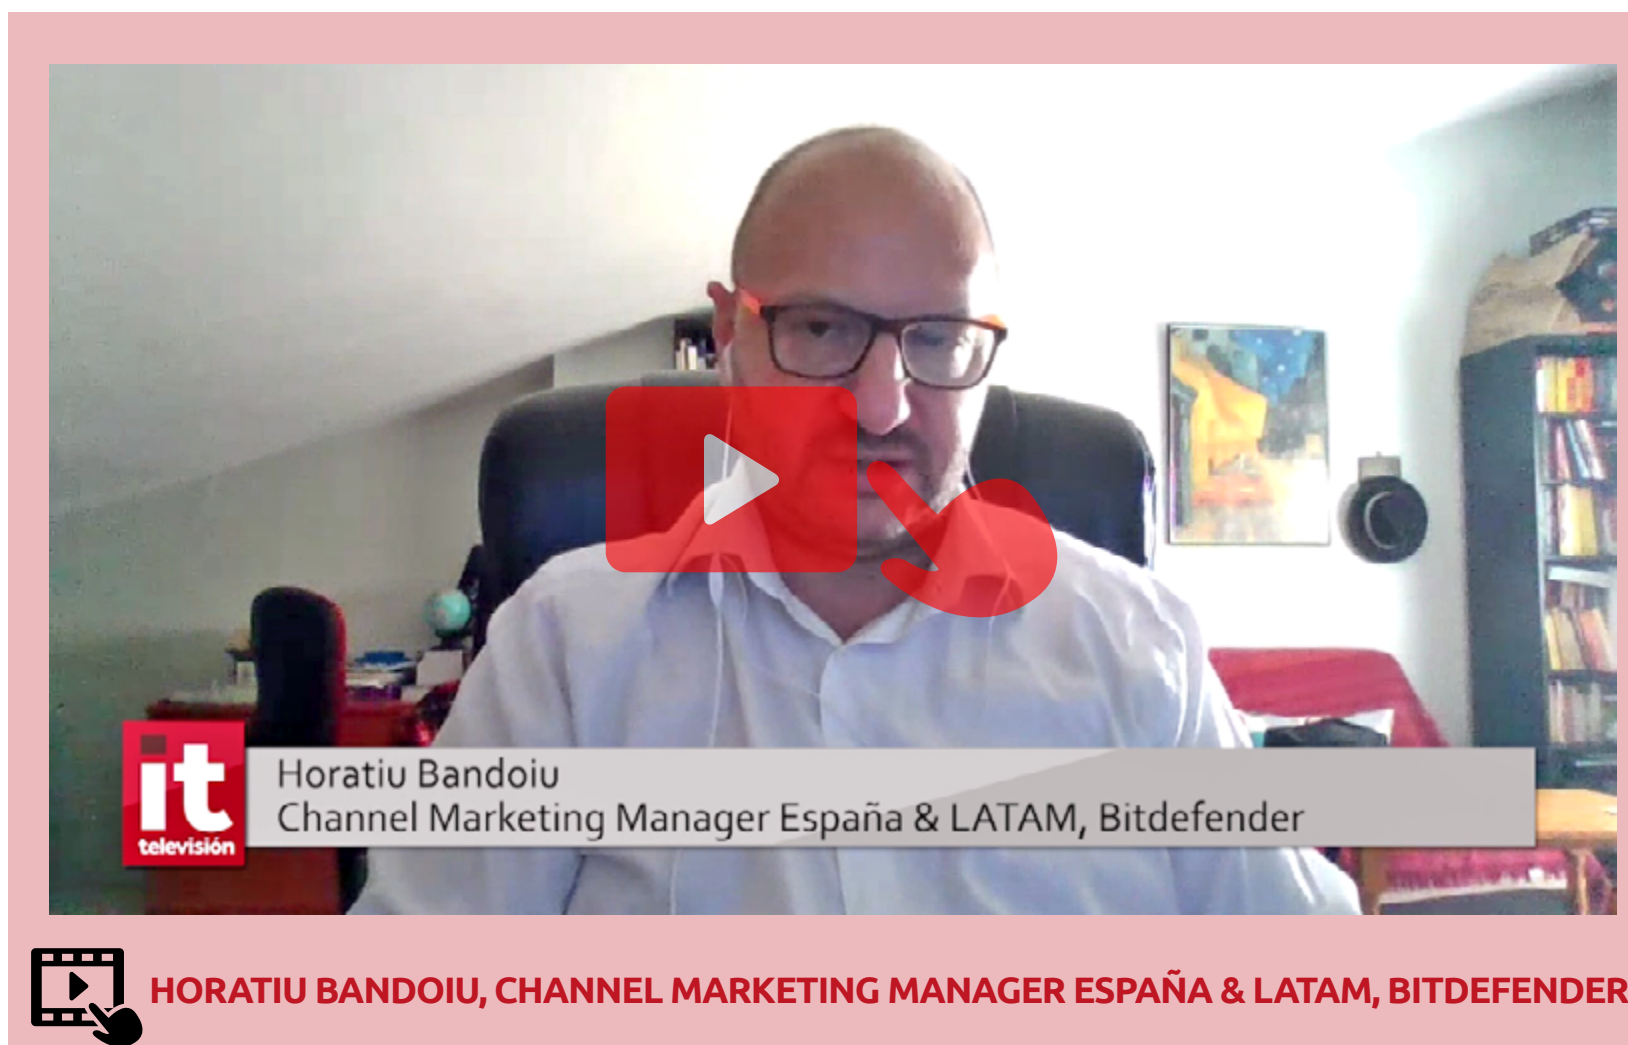 it
televisión
Horatiu Bandoiu
Channel Marketing Manager España & LATAM, Bitdefender
HORATIU BANDOIU, CHANNEL MARKETING MANAGER ESPAÑA & LATAM, BITDEFENDER